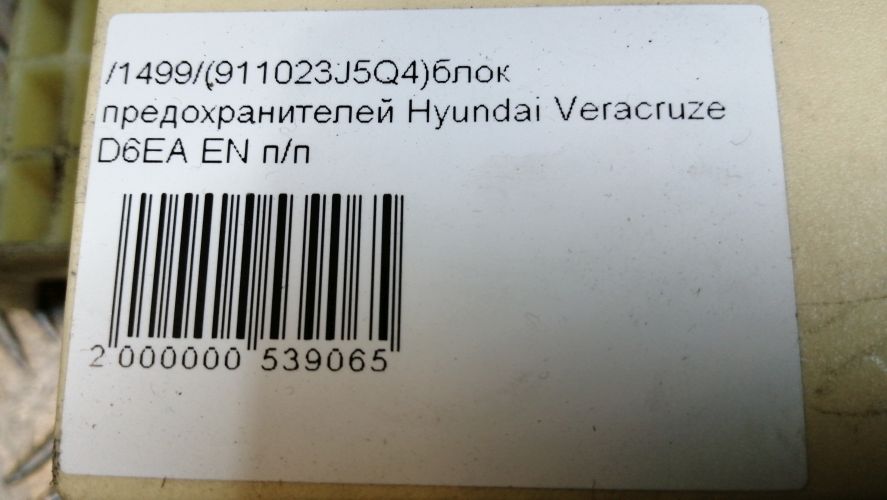 /1499/(911023J5Q4)блок
предохранителей Hyundai Veracruze
D6EA EN п/п
2 000000 539065